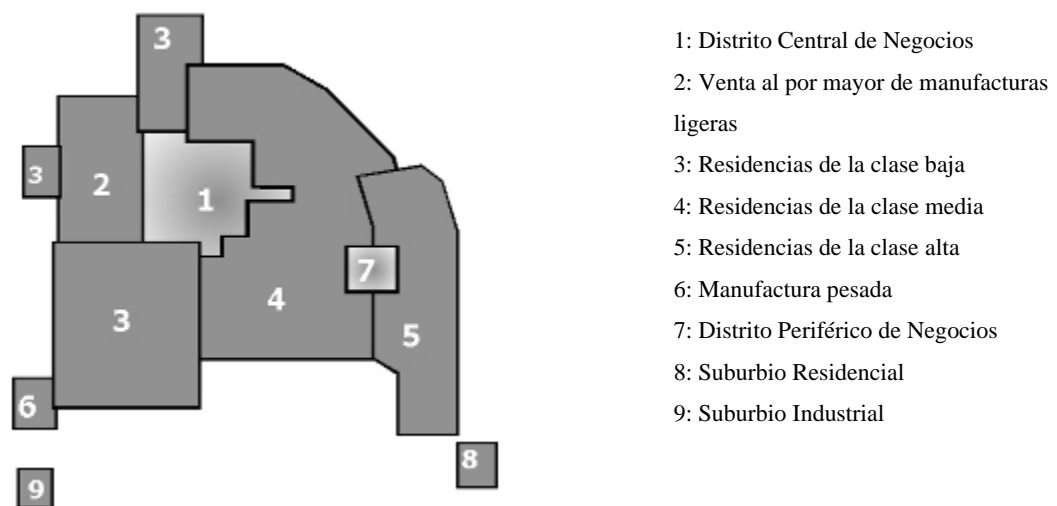 3
3
2
1
7
4
3
5
6
8
9
1: Distrito Central de Negocios
2: Venta al por mayor de manufacturas
ligeras
3: Residencias de la clase baja
4: Residencias de la clase media
5: Residencias de la clase alta
6: Manufactura pesada
7: Distrito Periférico de Negocios
8: Suburbio Residencial
9: Suburbio Industrial